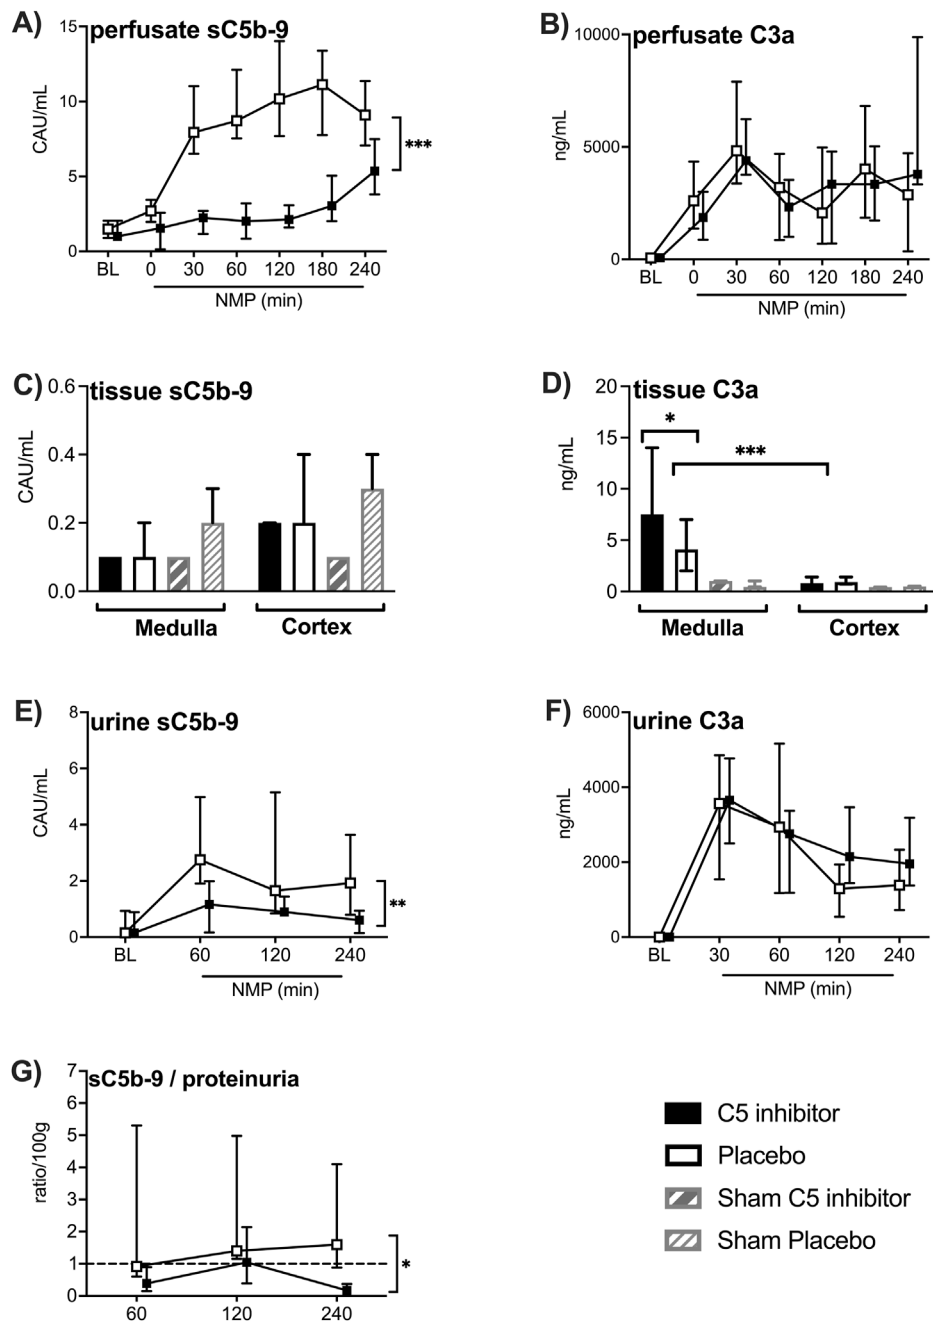 A)
perfusate sC5b-9
CAU/mL
15
10
5
0
***
BL 0 30 60 120 180 240
NMP (min)
B)
perfusate C3a
ng/mL
10000
5000
0
BL 0 30 60 120 180 240
NMP (min)
C)
tissue sC5b-9
CAU/mL
0.6
0.4
0.2
0.0
Medulla Cortex
D)
tissue C3a
ng/mL
20
15
10
5
0
*
***
Medulla Cortex
E)
urine sC5b-9
CAU/mL
8
6
4
2
0
**
BL 60 120 240
NMP (min)
F)
urine C3a
ng/mL
6000
4000
2000
0
BL 30 60 120 240
NMP (min)
G)
sC5b-9 / proteinuria
ratio/100g
7
6
5
4
3
2
1
0
*
60 120 240
C5 inhibitor
Placebo
Sham C5 inhibitor
Sham Placebo